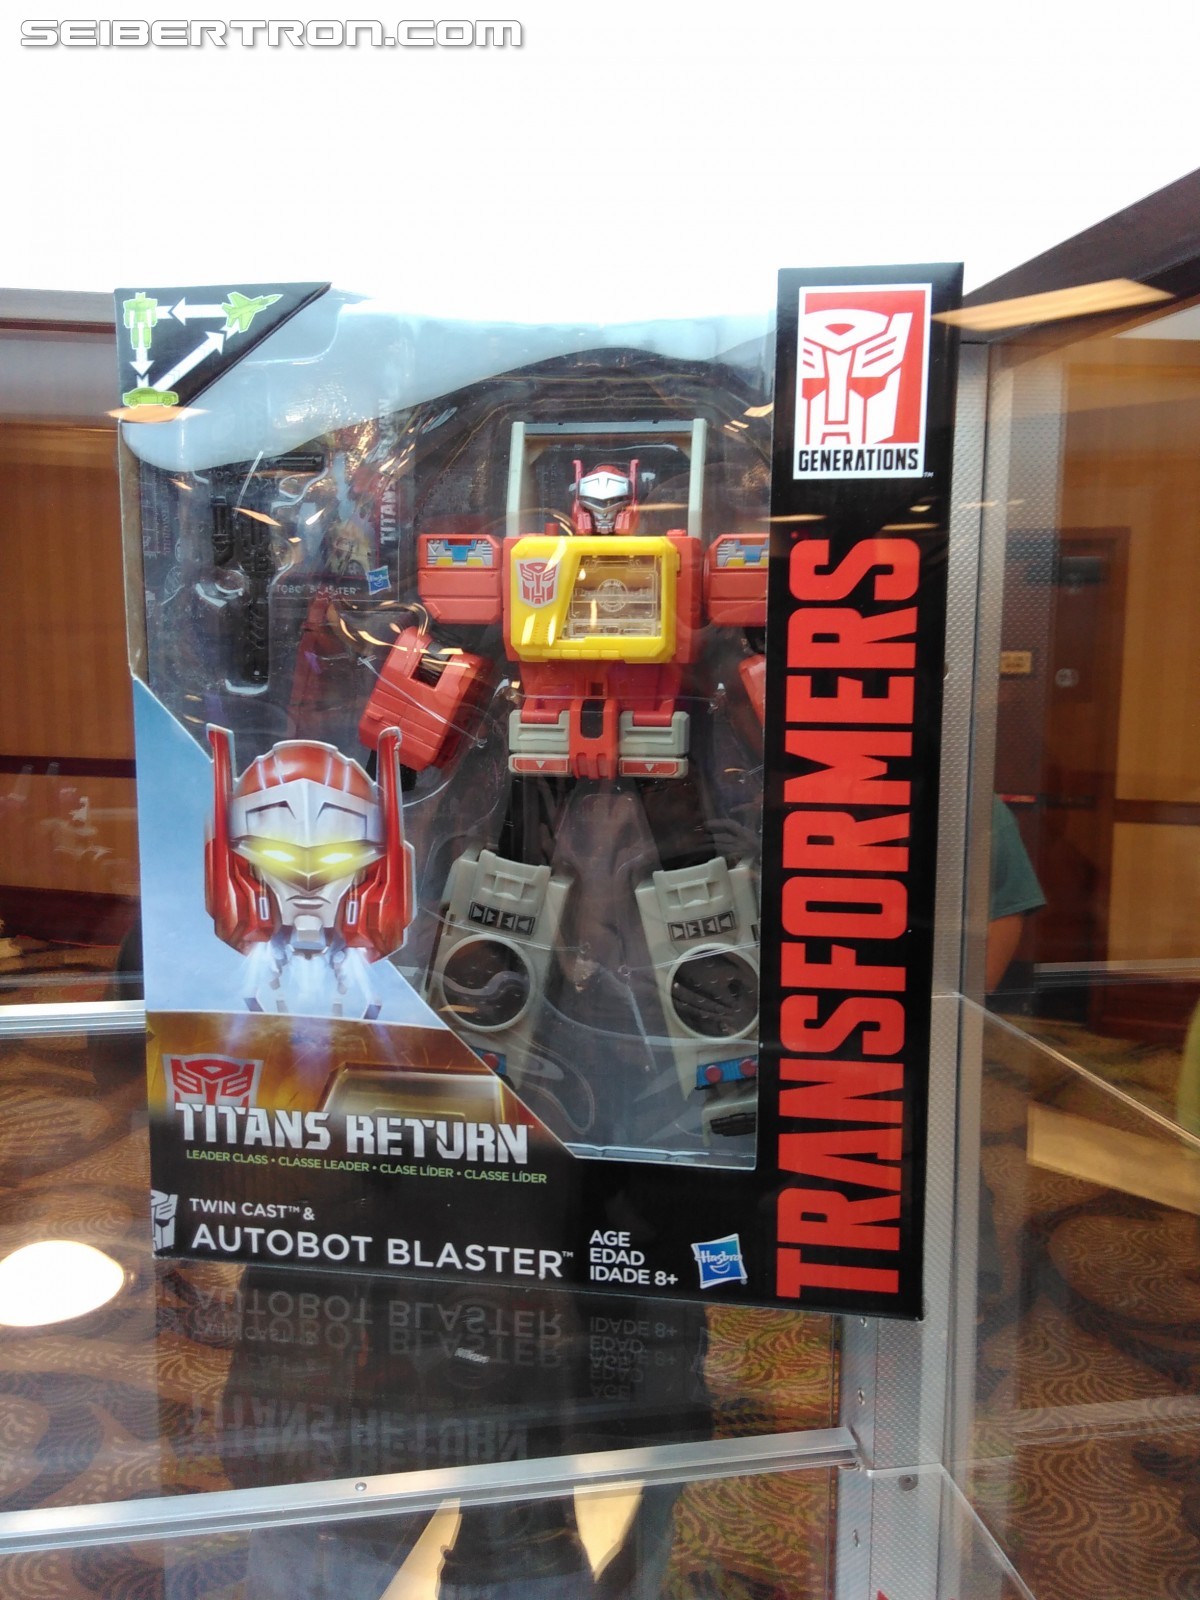 SEIBERTRON.COM
GENERATIONS™
TRANSFORMERS
TITANS RETURN
LEADER CLASS • CLASSE LEADER • CLASE LÍDER • CLASSE LÍDER
TWIN CAST™ &
AUTOBOT BLASTER™
AGE
EDAD
IDADE 8+
Hasbro